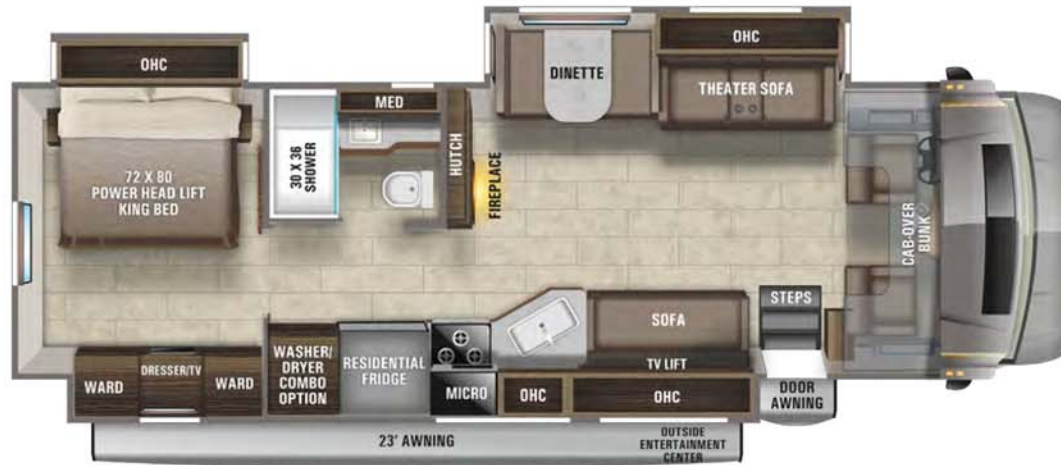 OHC
72 X 80
POWER HEAD LIFT
KING BED
30 X 36
SHOWER
MED
HUTCH
FIREPLACE
DINETTE
OHC
THEATER SOFA
CAB-OVER
BUNK
STEPS
SOFA
TV LIFT
WARD
DRESSER/TV
WARD
WASHER/
DRYER
COMBO
OPTION
RESIDENTIAL
FRIDGE
MICRO
OHC
OHC
DOOR
AWNING
23' AWNING
OUTSIDE
ENTERTAINMENT
CENTER